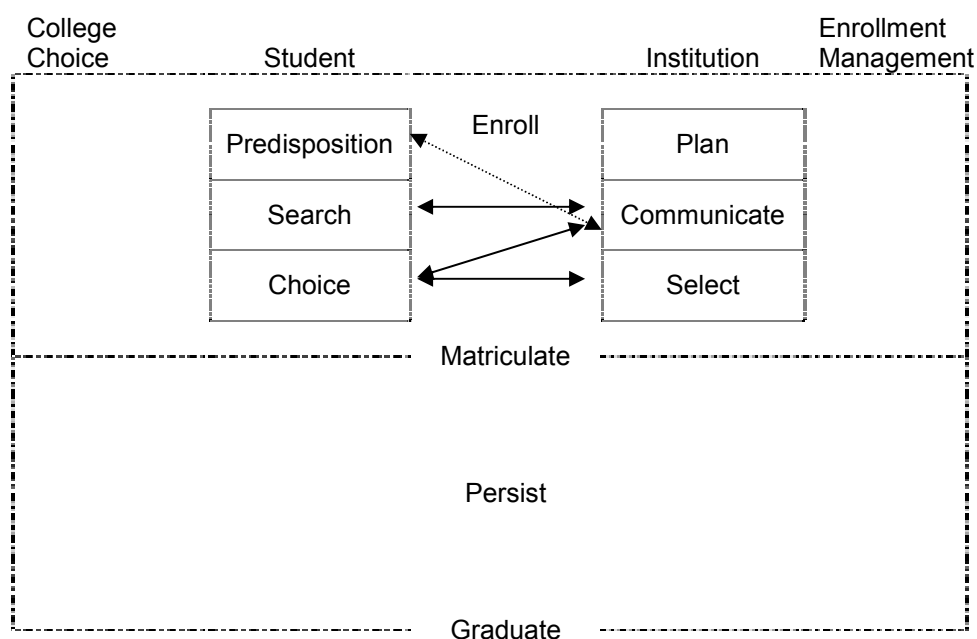 College
Choice
Student
Institution
Enrollment
Management
Enroll
Predisposition
Plan
Search
Communicate
Choice
Select
Matriculate
Persist
Graduate